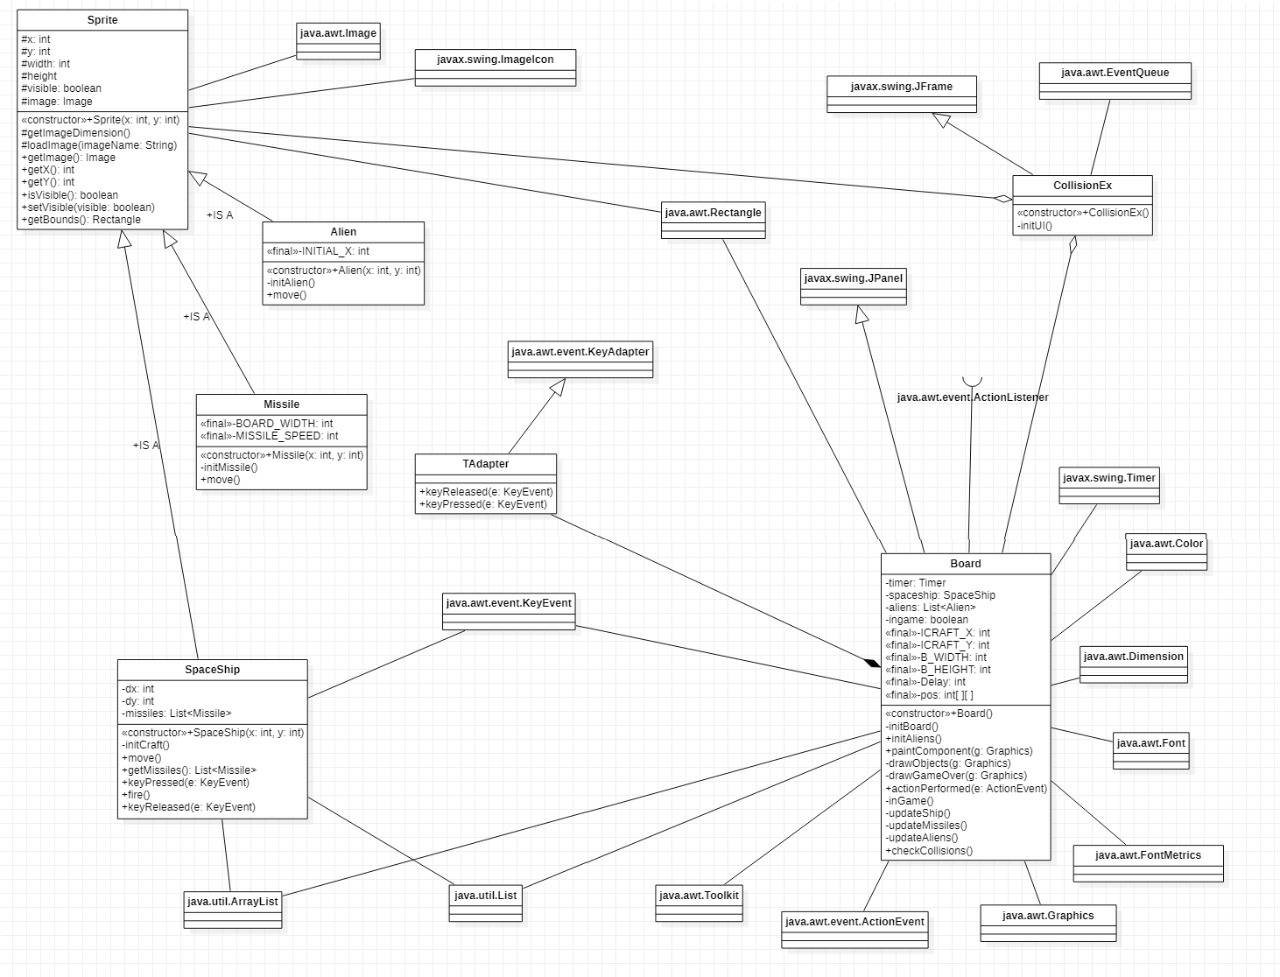 Sprite
#x: int
#y: int
#width: int
#height
#visible: boolean
#image: Image
«constructor»+Sprite(x: int, y: int)
#getImageDimension()
#loadImage(imageName: String)
+getImage(): Image
+getX(): int
+getY(): int
+isVisible(): boolean
+setVisible(visible: boolean)
+getBounds(): Rectangle
java.awt.Image
javax.swing.ImageIcon
javax.swing.JFrame
java.awt.EventQueue
CollisionEx
«constructor»+CollisionEx()
-initUI()
java.awt.Rectangle
+IS A
Alien
«final»-INITIAL_X: int
«constructor»+Alien(x: int, y: int)
-initAlien()
+move()
javax.swing.JPanel
+IS A
java.awt.event.KeyAdapter
java.awt.event.ActionListener
Missile
«final»-BOARD_WIDTH: int
«final»-MISSILE_SPEED: int
«constructor»+Missile(x: int, y: int)
-initMissile()
+move()
+IS A
TAdapter
+keyReleased(e: KeyEvent)
+keyPressed(e: KeyEvent)
javax.swing.Timer
java.awt.Color
Board
-timer: Timer
-spaceship: SpaceShip
-aliens: List<Alien>
-ingame: boolean
«final»-ICRAFT_X: int
«final»-ICRAFT_Y: int
«final»-B_WIDTH: int
«final»-B_HEIGHT: int
«final»-Delay: int
«final»-pos: int[ ][ ]
«constructor»+Board()
-initBoard()
+initAliens()
+paintComponent(g: Graphics)
-drawObjects(g: Graphics)
-drawGameOver(g: Graphics)
+actionPerformed(e: ActionEvent)
-inGame()
-updateShip()
-updateMissiles()
-updateAliens()
+checkCollisions()
java.awt.event.KeyEvent
java.awt.Dimension
SpaceShip
-dx: int
-dy: int
-missiles: List<Missile>
«constructor»+SpaceShip(x: int, y: int)
-initCraft()
+move()
+getMissiles(): List<Missile>
+keyPressed(e: KeyEvent)
+fire()
+keyReleased(e: KeyEvent)
java.awt.Font
java.awt.FontMetrics
java.util.ArrayList
java.util.List
java.awt.Toolkit
java.awt.event.ActionEvent
java.awt.Graphics